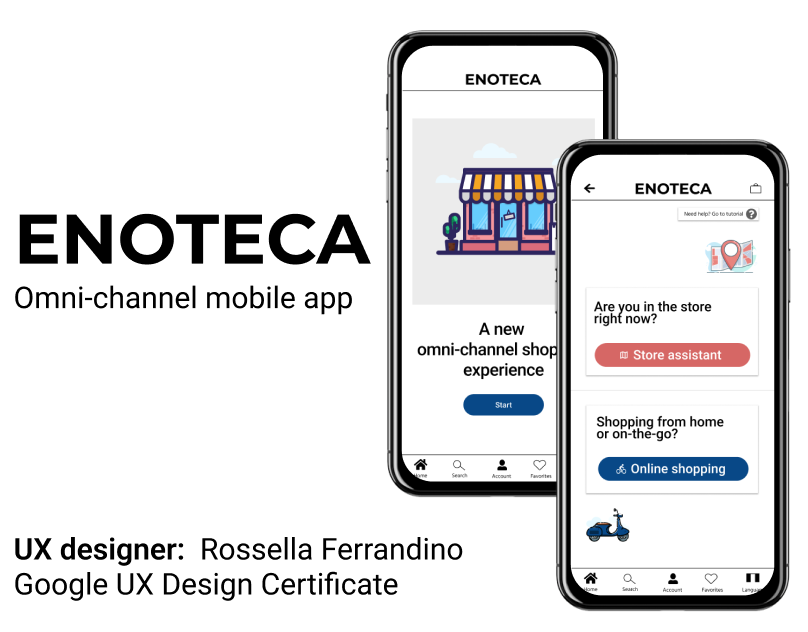 ENOTECA
Omni-channel mobile app
UX designer: Rossella Ferrandino
Google UX Design Certificate
ENOTECA
A new
omni-channel shop
experience
Start
Home
Search
Account
Favorites
ENOTECA
Need help? Go to tutorial ?
Are you in the store
right now?
Store assistant
Shopping from home
or on-the-go?
Online shopping
Home
Search
Account
Favorites
Languag